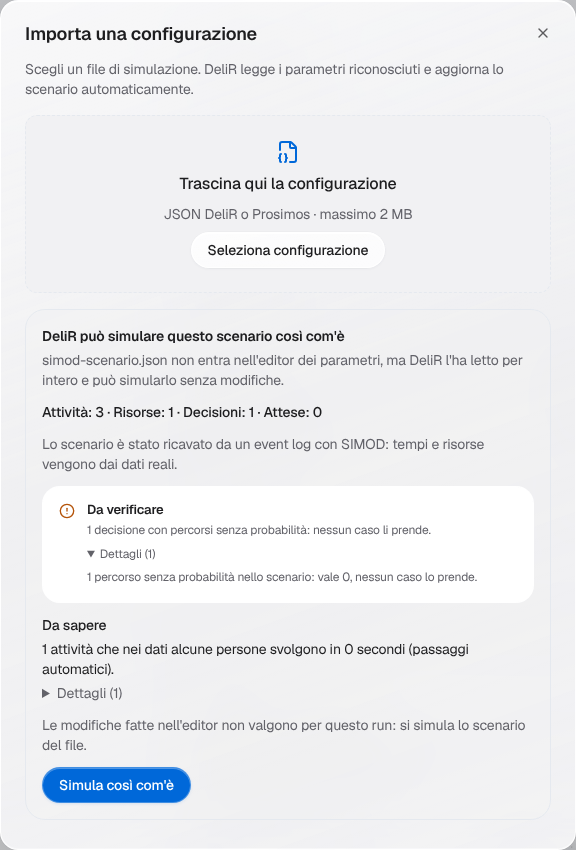 Importa una configurazione
Scegli un file di simulazione. DeliR legge i parametri riconosciuti e aggiorna lo
scenario automaticamente.
Trascina qui la configurazione
JSON DeliR o Prosimos · massimo 2 MB
Seleziona configurazione
DeliR può simulare questo scenario così com'è
simod-scenario.json non entra nell'editor dei parametri, ma DeliR l'ha letto per
intero e può simularlo senza modifiche.
Attività: 3 · Risorse: 1 · Decisioni: 1 · Attese: 0
Lo scenario è stato ricavato da un event log con SIMOD: tempi e risorse
vengono dai dati reali.
Da verificare
1 decisione con percorsi senza probabilità: nessun caso li prende.
▼ Dettagli (1)
1 percorso senza probabilità nello scenario: vale 0, nessun caso lo prende.
Da sapere
1 attività che nei dati alcune persone svolgono in 0 secondi (passaggi
automatici).
▶ Dettagli (1)
Le modifiche fatte nell'editor non valgono per questo run: si simula lo scenario
del file.
Simula così com'è